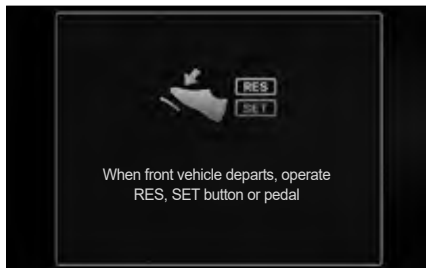 RES
SET
When front vehicle departs, operate
RES, SET button or pedal